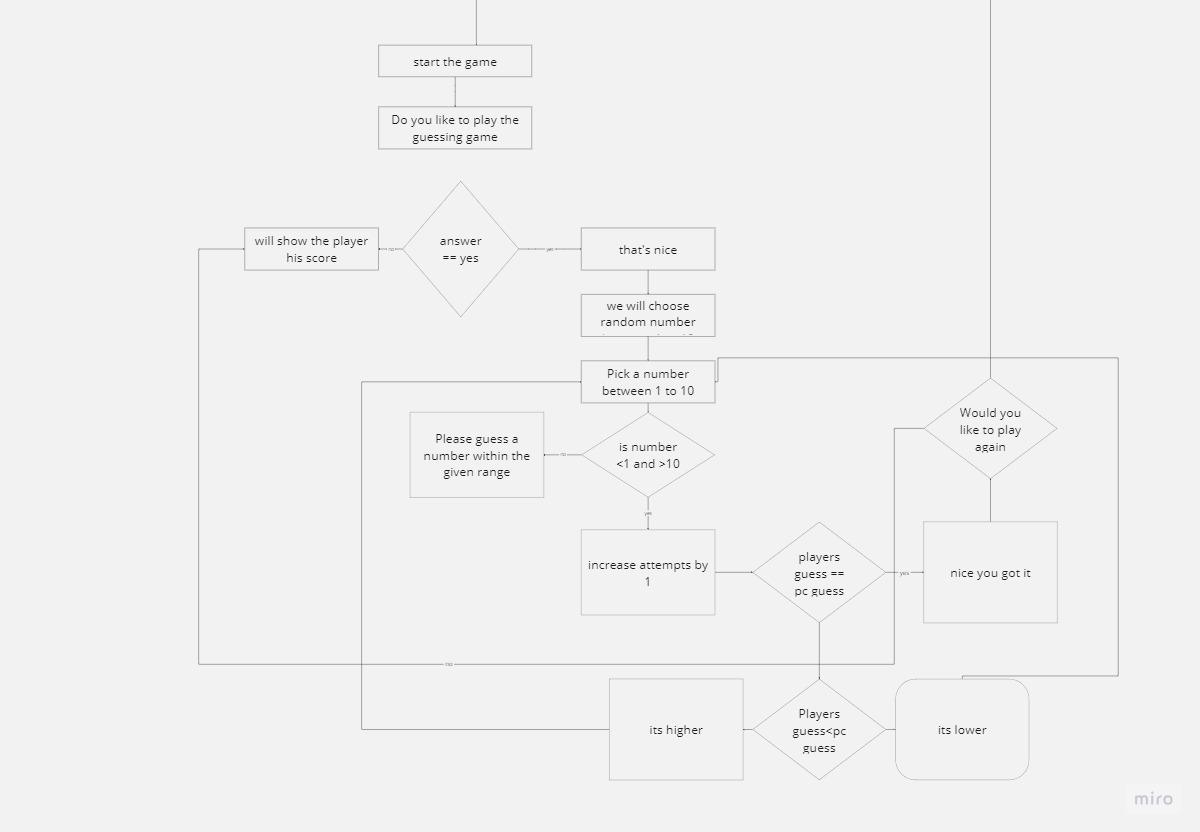 start the game
Do you like to play the
guessing game
will show the player
his score
no
answer
== yes
yes
that's nice
we will choose
random number
Pick a number
between 1 to 10
Please guess a
number within the
given range
no
is number
<1 and >10
yes
Would you
like to play
again
increase attempts by
1
players
guess ==
pc guess
yes
nice you got it
no
its higher
Players
guess<pc
guess
its lower
miro